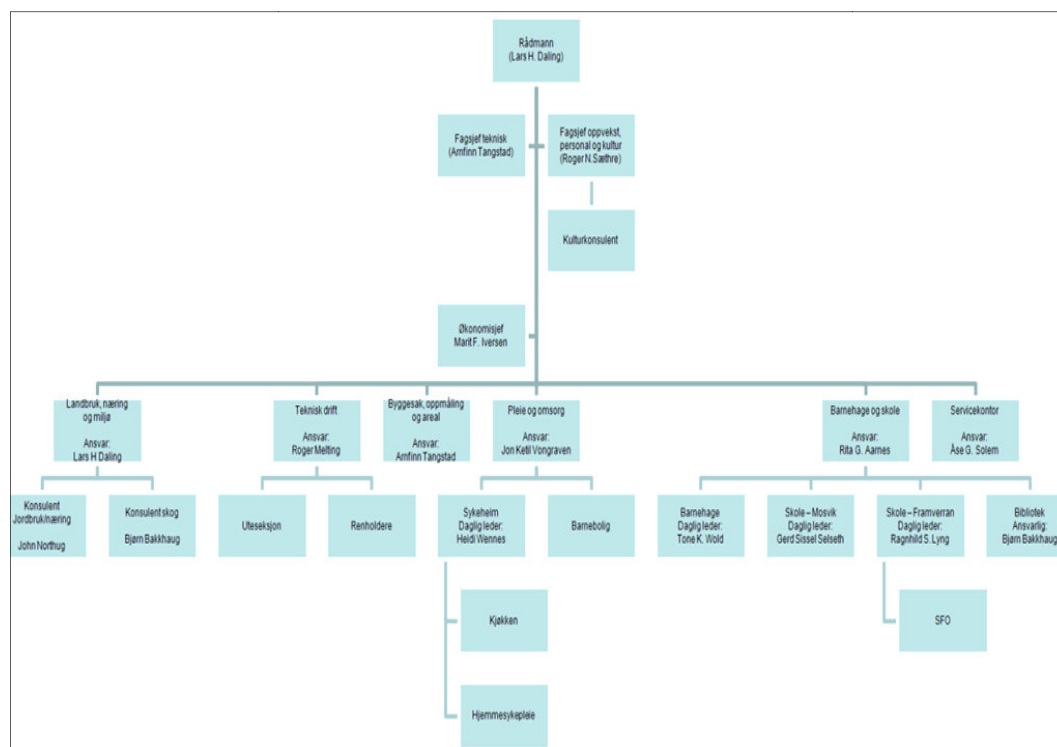 Rådmann
(Lars H. Daling)
Fagsjef teknisk
(Arnfinn Tangstad)
Fagsjef oppvekst,
personal og kultur
(Roger N.Sæthre)
Kulturkonsulent
Økonomisjef
Marit F. Iversen
Landbruk, næring
og miljø
Ansvar:
Lars H Daling
Teknisk drift
Ansvar:
Roger Melting
Byggesak, oppmåling
og areal
Ansvar:
Arnfinn Tangstad
Pleie og omsorg
Ansvar:
Jon Ketil Vongraven
Barnehage og skole
Ansvar:
Rita G. Aarnes
Servicekontor
Ansvar:
Åse G. Solem
Konsulent
Jordbruk/næring
John Northug
Konsulent skog
Bjørn Bakkhaug
Uteseksjon
Renholdere
Sykeheim
Daglig leder:
Heidi Wennes
Barnebolig
Barnehage
Daglig leder:
Tone K. Wold
Skole – Mosvik
Daglig leder:
Gerd Sissel Selseth
Skole – Framverran
Daglig leder:
Ragnhild S. Lyng
Bibliotek
Ansvarlig:
Bjørn Bakkhaug
Kjøkken
SFO
Hjemmesykepleie